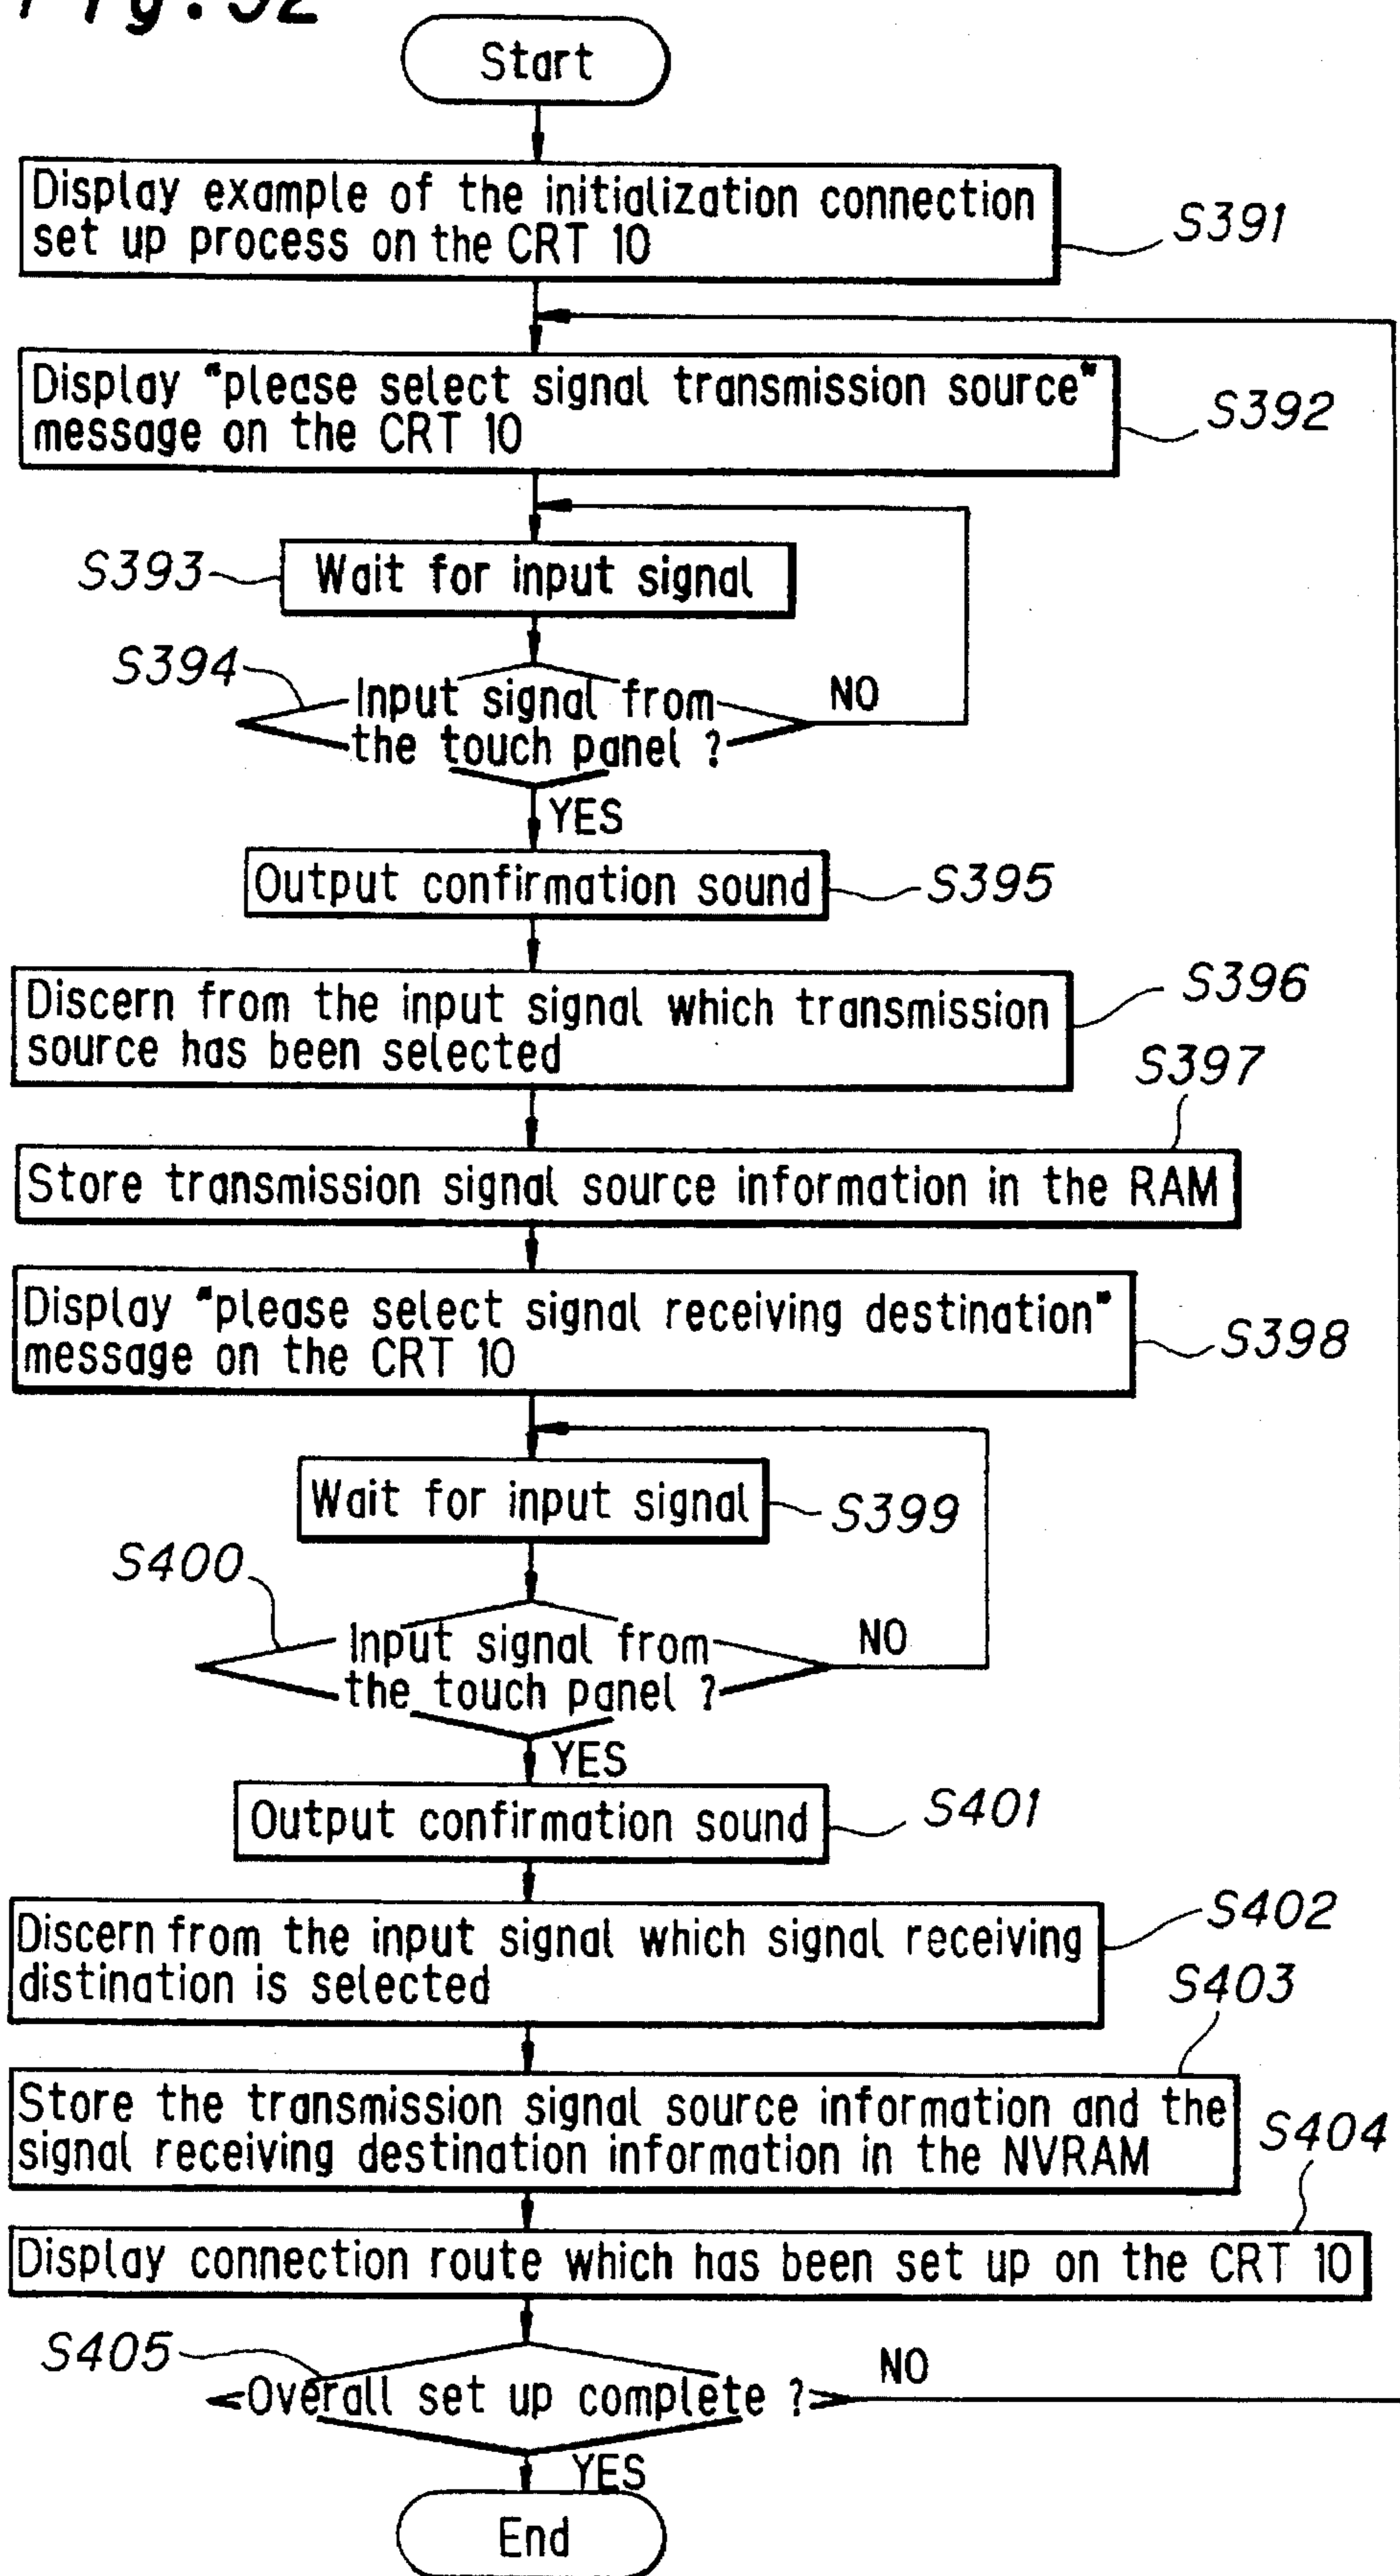 Fig. 32
Start
Display example of the initialization connection
set up process on the CRT 10
S391
Display "please select signal transmission source"
message on the CRT 10
S392
S393
Wait for input signal
S394
Input signal from
the touch panel ?
NO
YES
Output confirmation sound
S395
Discern from the input signal which transmission
source has been selected
S396
S397
Store transmission signal source information in the RAM
Display "please select signal receiving destination"
message on the CRT 10
S398
Wait for input signal
S399
S400
Input signal from
the touch panel ?
NO
YES
Output confirmation sound
S401
Discern from the input signal which signal receiving
distination is selected
S402
S403
Store the transmission signal source information and the
signal receiving destination information in the NVRAM
S404
Display connection route which has been set up on the CRT 10
S405
Overall set up complete ?
NO
YES
End